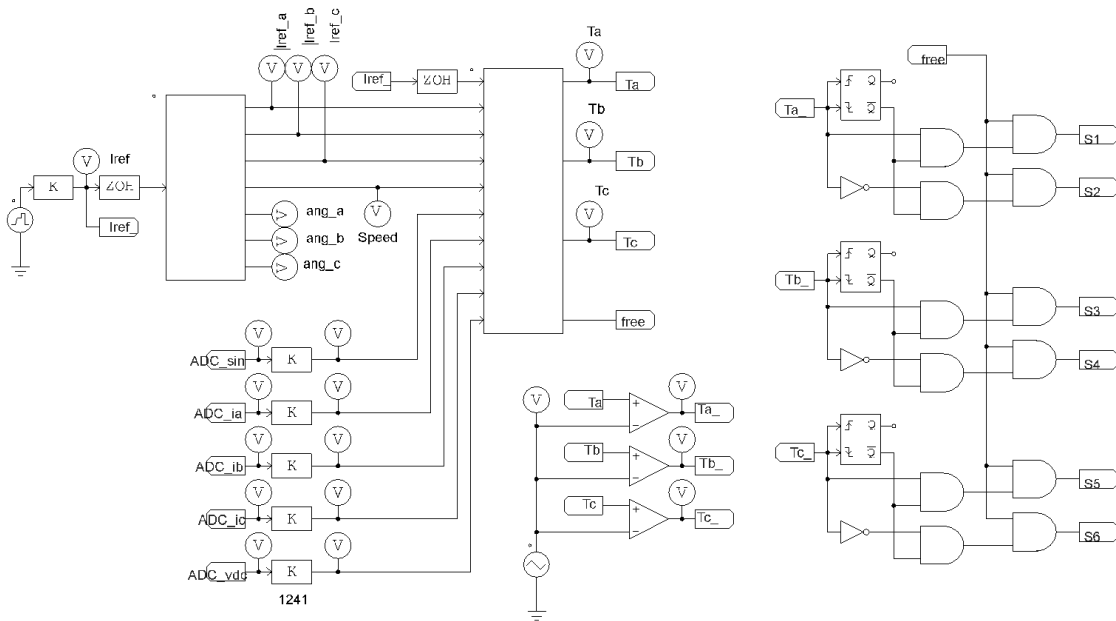 Iref_a
Iref_b
Iref_c
V
V
V
Iref_
ZOH
Ta
V
Ta
Tb
V
Tb
Tc
V
Tc
free
V
Iref
K
ZOH
Iref_
V
ang_a
V
ang_b
V
ang_c
V
Speed
ADC_sin
V
K
V
ADC_ia
V
K
V
ADC_ib
V
K
V
ADC_ic
V
K
V
ADC_vdc
V
K
V
1241
V
Ta
V
Ta_
Tb
V
Tb_
Tc
V
Tc_
free
Ta_
Q
Q
S1
S2
Tb_
Q
Q
S3
S4
Tc_
Q
Q
S5
S6